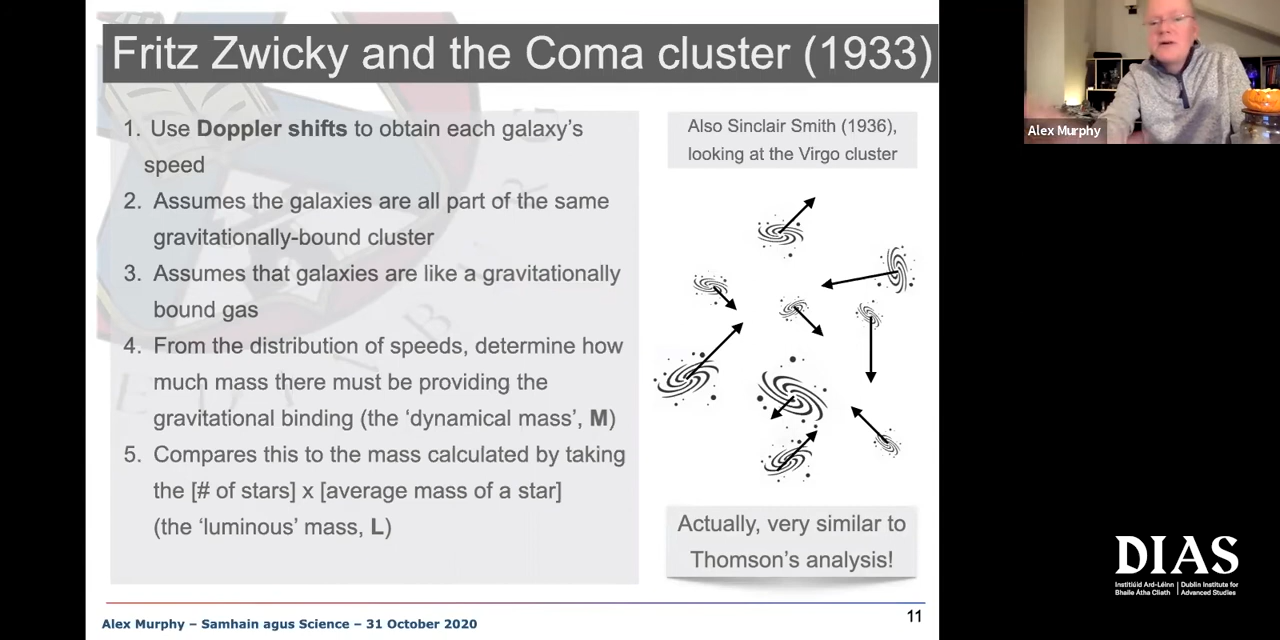 Fritz Zwicky and the Coma cluster (1933)
1. Use Doppler shifts to obtain each galaxy's
speed
2. Assumes the galaxies are all part of the same
gravitationally-bound cluster
3. Assumes that galaxies are like a gravitationally
bound gas
4. From the distribution of speeds, determine how
much mass there must be providing the
gravitational binding (the ‘dynamical mass’, M)
5. Compares this to the mass calculated by taking
the [# of stars] x [average mass of a star]
(the ‘luminous’ mass, L)
Also Sinclair Smith (1936),
looking at the Virgo cluster
Actually, very similar to
Thomson's analysis!
Alex Murphy – Samhain agus Science – 31 October 2020
11
Alex Murphy
DIAS
Institiúid Ard-Léinn | Dublin Institute for
Bhaile Átha Cliath | Advanced Studies